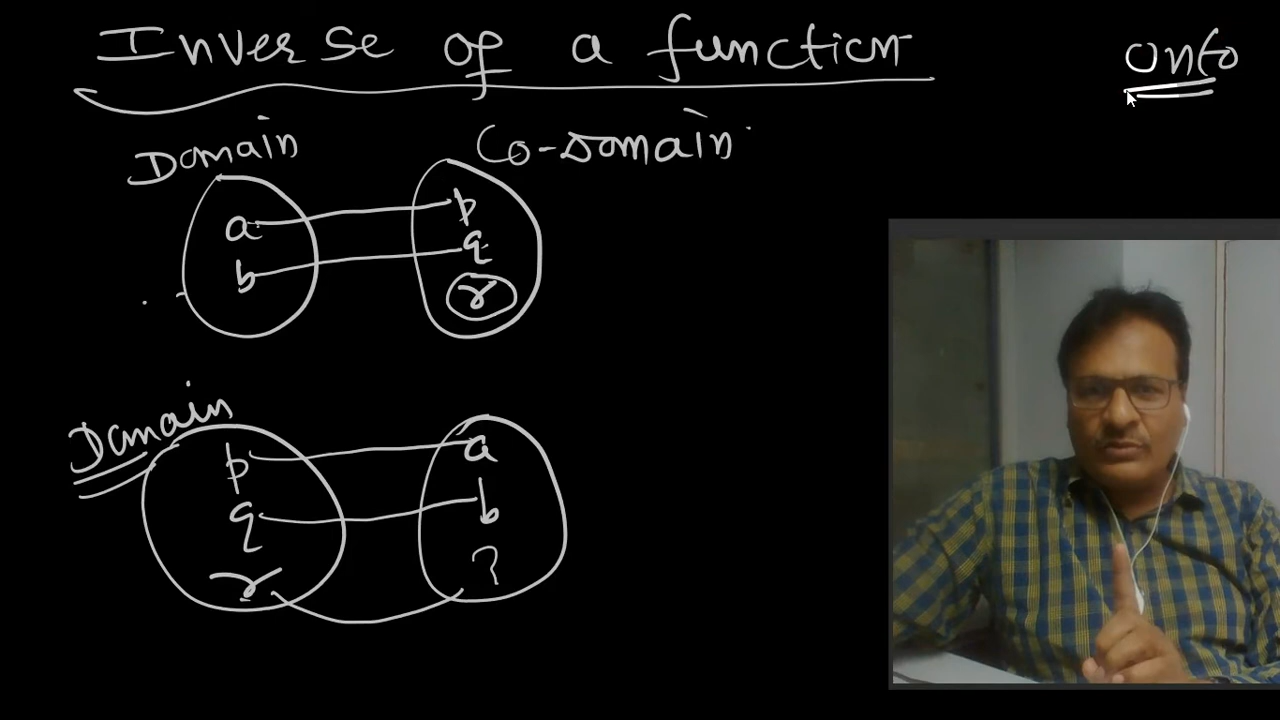 Inverse of a function
onto
Domain
Co-Domain
a
p
b
q
r
Domain
p
a
q
b
r
?